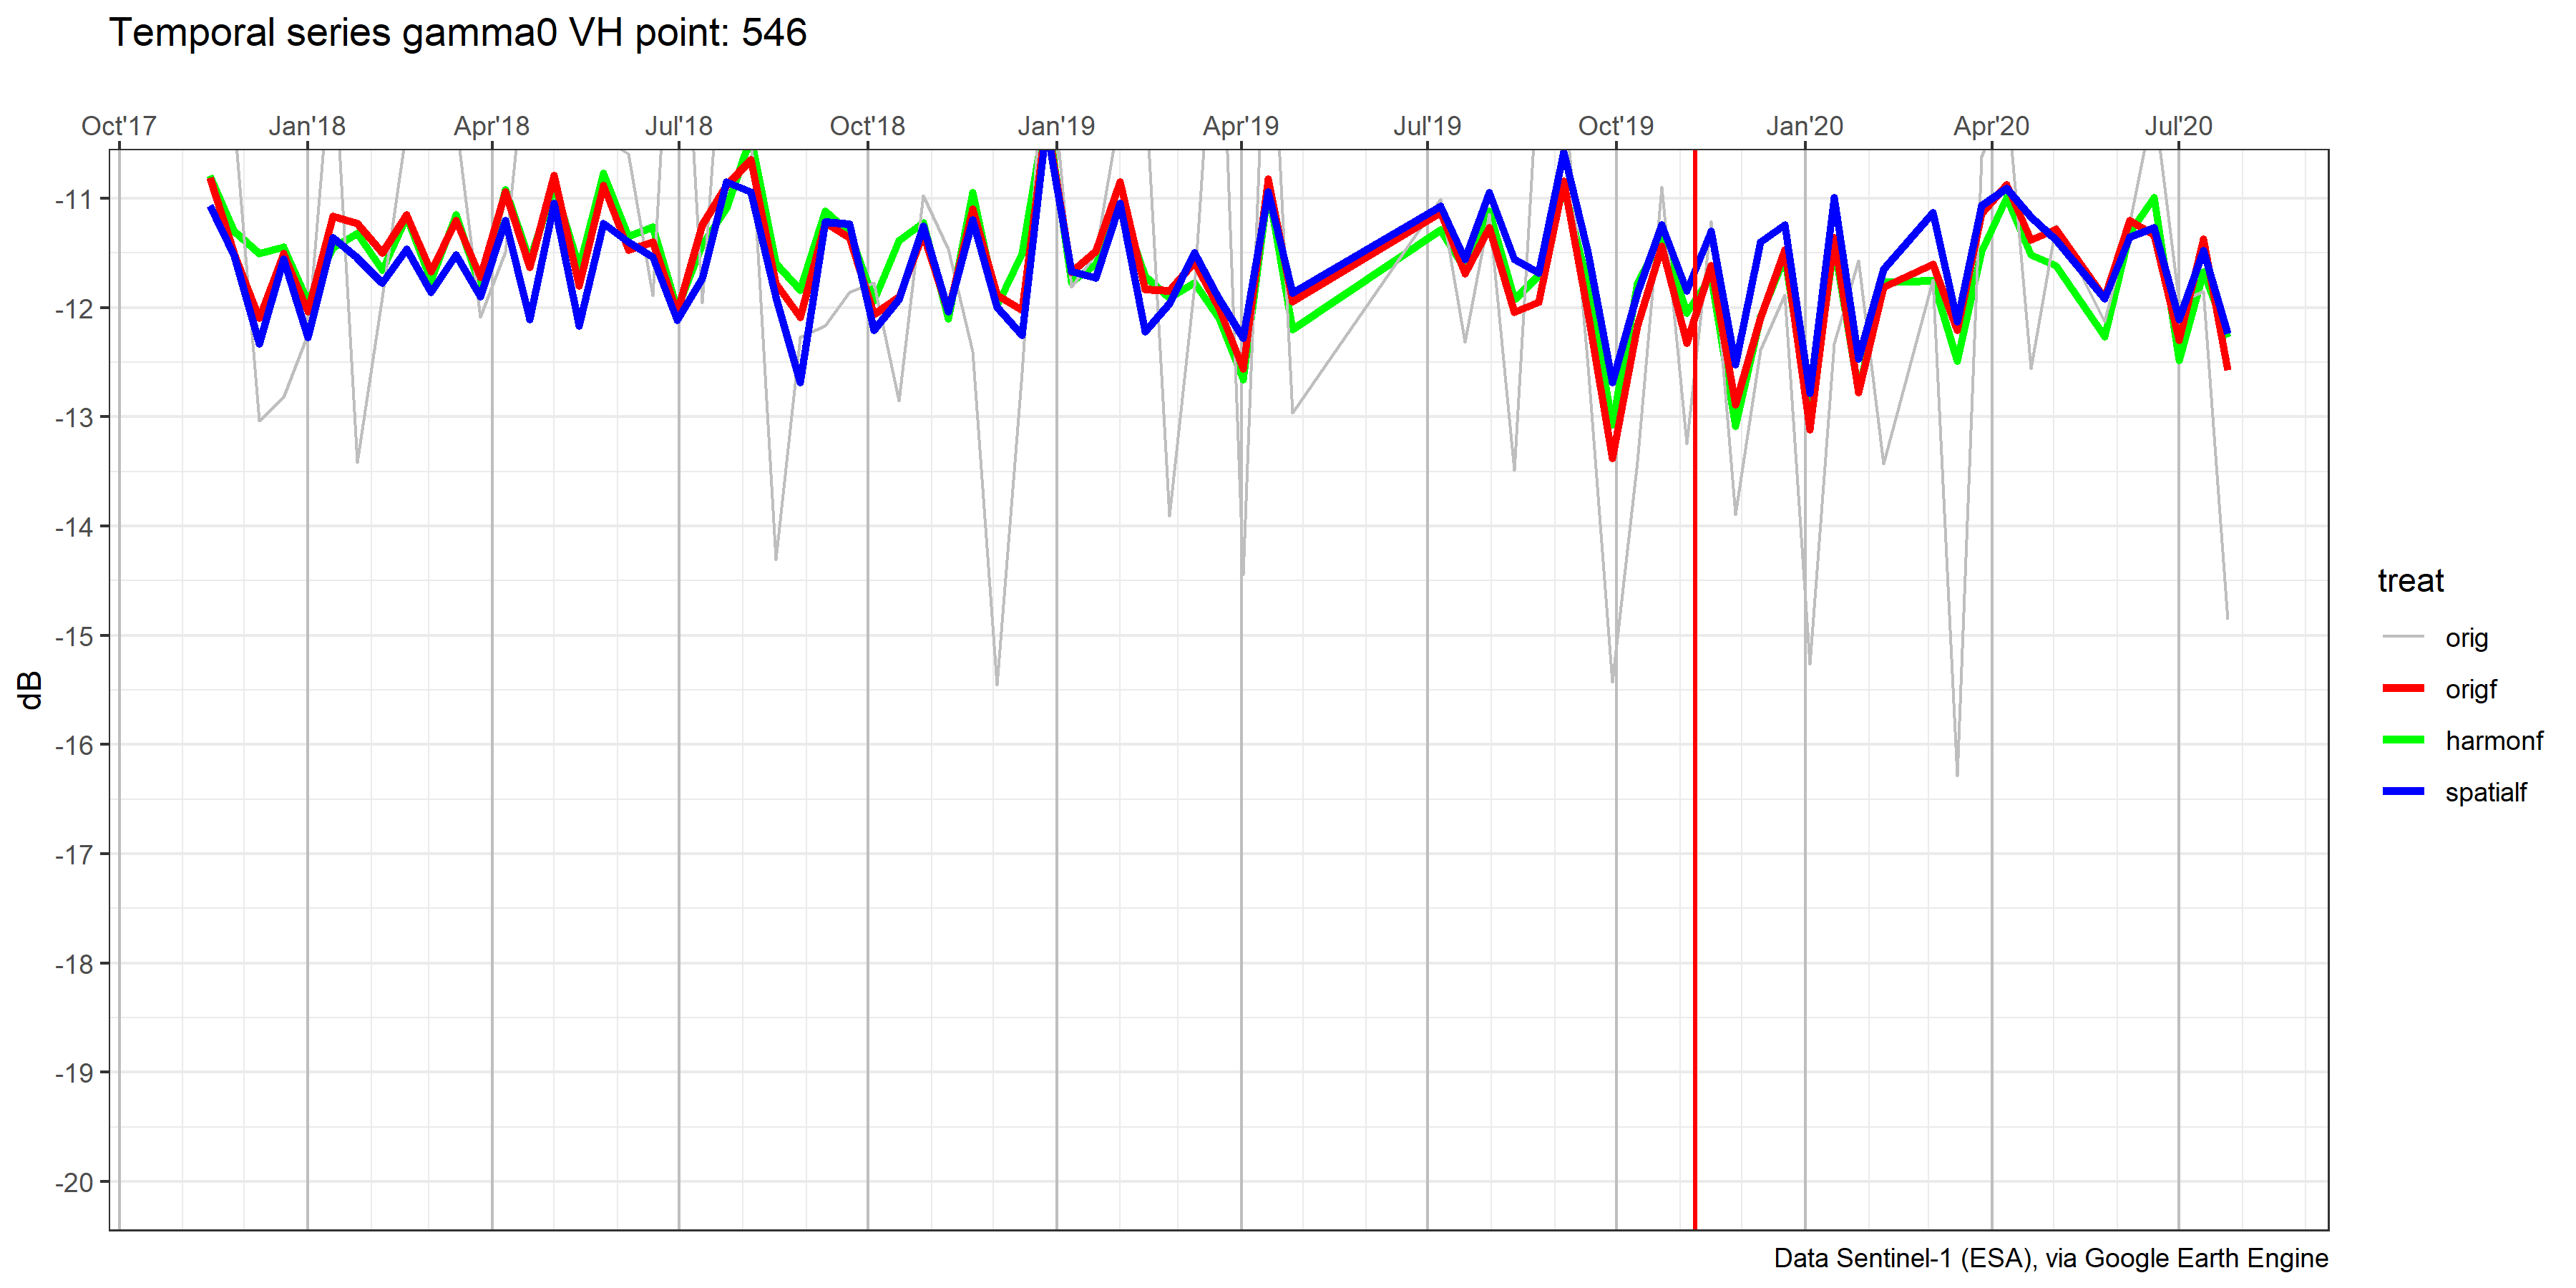 Temporal series gamma0 VH point: 546
Oct'17 Jan'18 Apr'18 Jul'18 Oct'18 Jan'19 Apr'19 Jul'19 Oct'19 Jan'20 Apr'20 Jul'20
-11
-12
-13
-14
-15
-16
-17
-18
-19
-20
dB
treat
orig
origf
harmonf
spatialf
Data Sentinel-1 (ESA), via Google Earth Engine